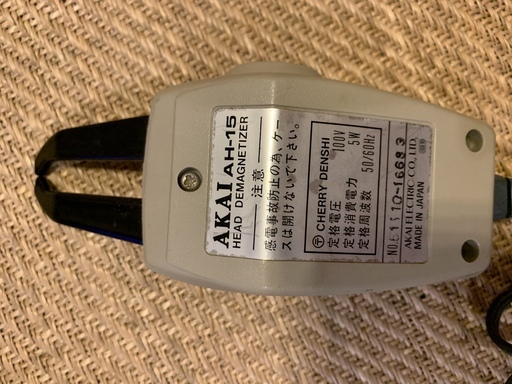 AKAI AH-15
HEAD DEMAGNETIZER
注意
感電事故防止の為、ケー
スは開けないで下さい。
〒 CHERRY DENSHI
定格電圧 100V
定格消費電力 5W
定格周波数 50/60Hz
AKAI ELECTRIC CO., LTD.
MADE IN JAPAN